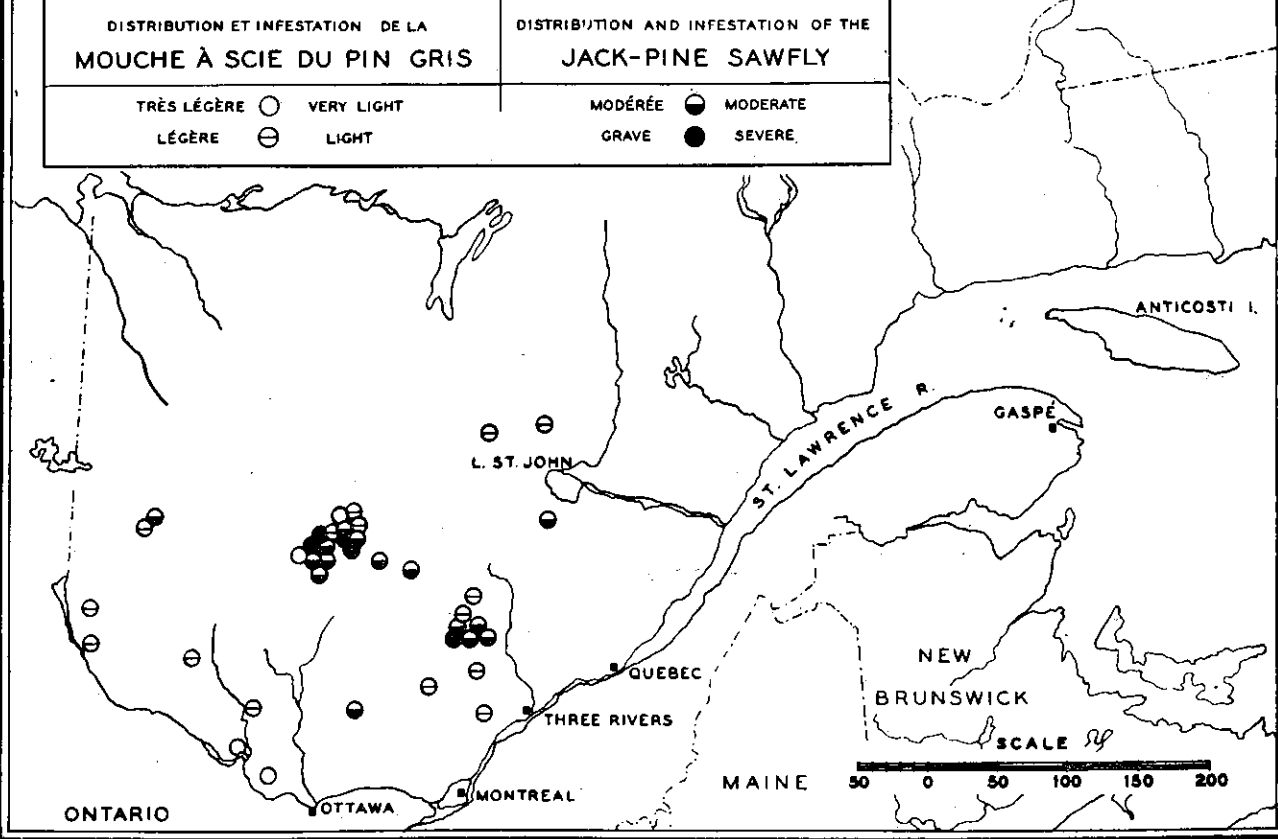 DISTRIBUTION ET INFESTATION DE LA
MOUCHE À SCIE DU PIN GRIS
DISTRIBUTION AND INFESTATION OF THE
JACK-PINE SAWFLY
TRÈS LÉGÈRE VERY LIGHT
LÉGÈRE LIGHT
MODÉRÉE MODERATE
GRAVE SEVERE
ANTICOSTI I.
GASPÉ
ST. LAWRENCE R.
L. ST. JOHN
QUEBEC
NEW
BRUNSWICK
THREE RIVERS
SCALE
50 0 50 100 150 200
MAINE
MONTREAL
OTTAWA
ONTARIO